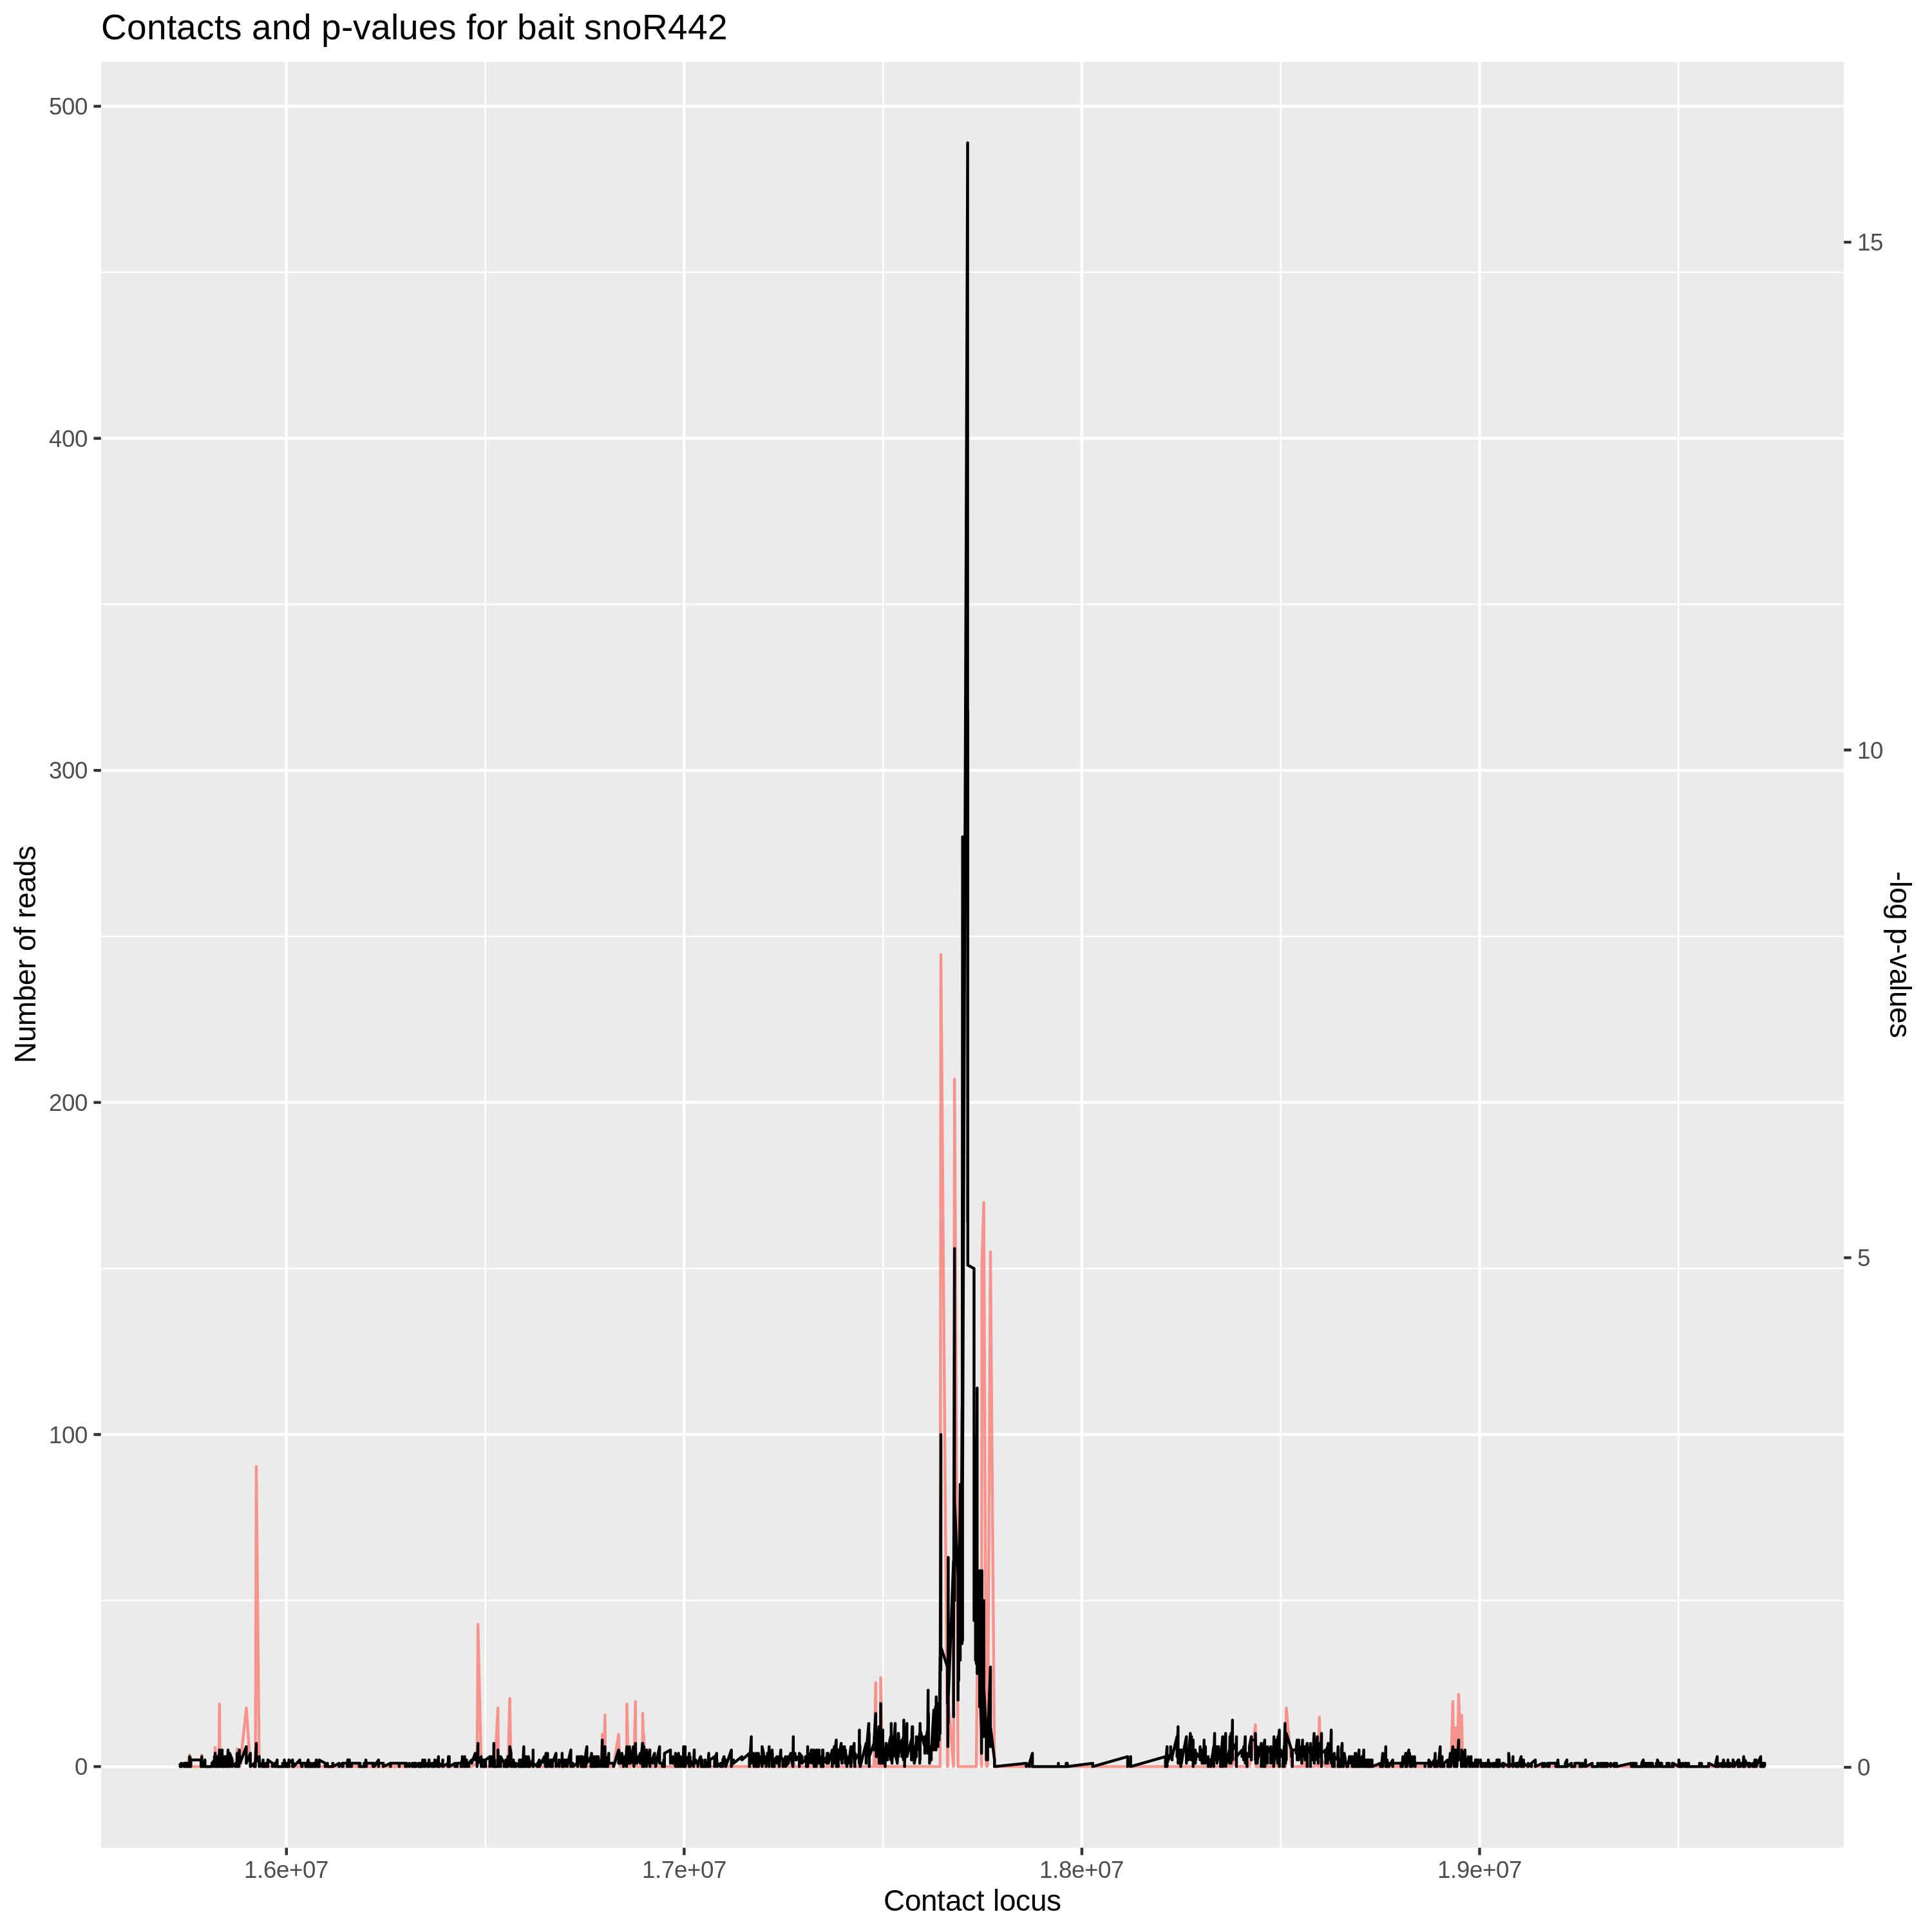 Contacts and p-values for bait snoR442
500
400
300
200
100
0
Number of reads
15
10
5
0
-log p-values
1.6e+07 1.7e+07 1.8e+07 1.9e+07
Contact locus